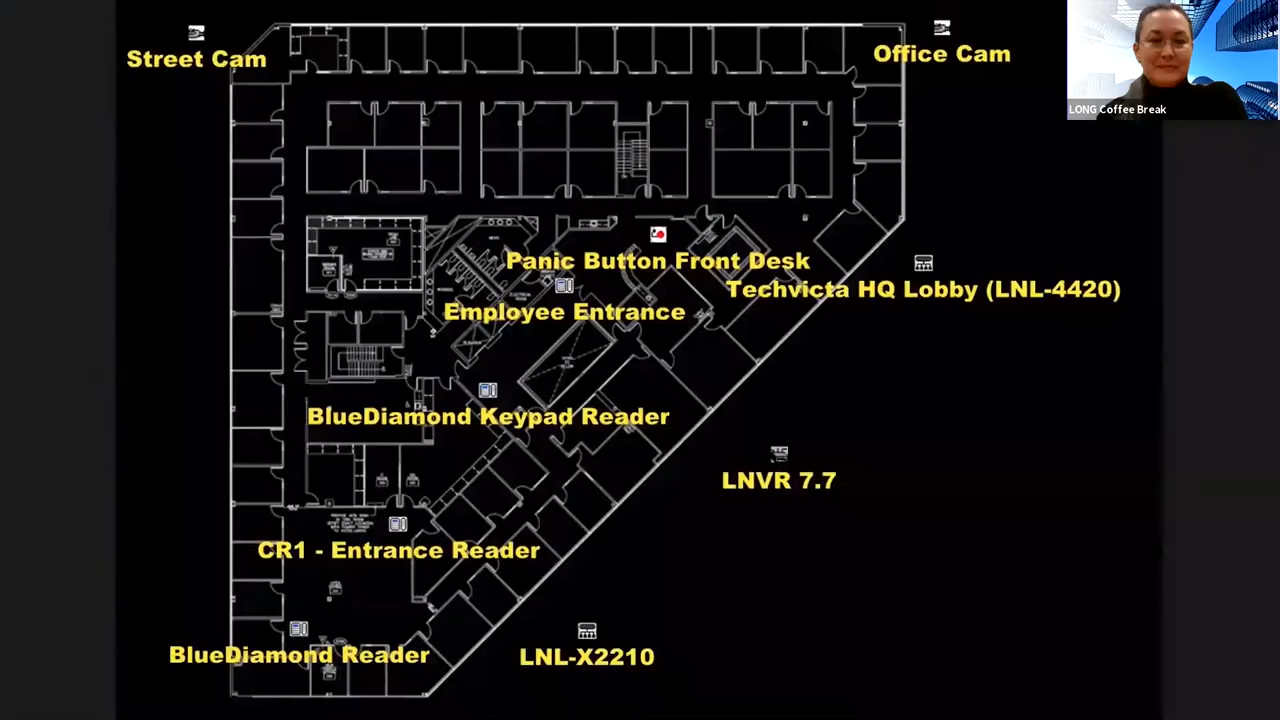 Street Cam
Office Cam
LONG Coffee Break
Panic Button Front Desk
Techvicta HQ Lobby (LNL-4420)
Employee Entrance
BlueDiamond Keypad Reader
LNVR 7.7
CR1 - Entrance Reader
BlueDiamond Reader
LNL-X2210